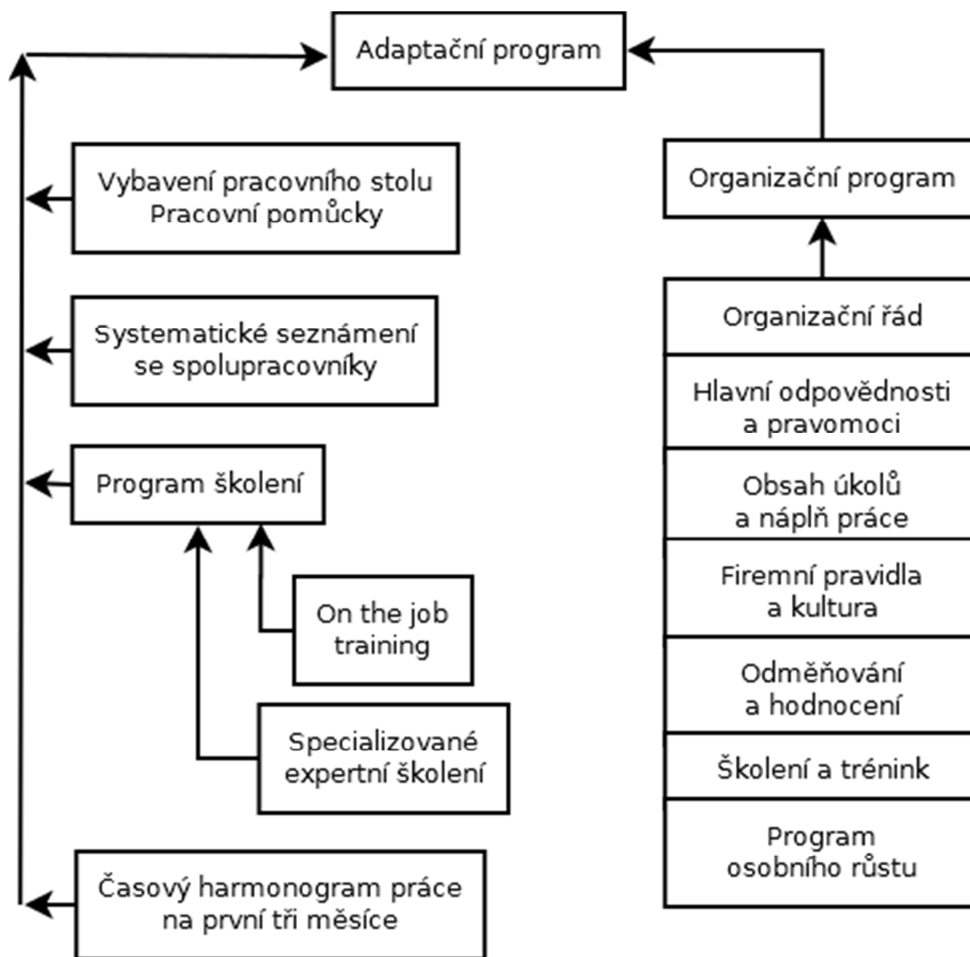 Adaptační program
Vybavení pracovního stolu
Pracovní pomůcky
Systematické seznámení
se spolupracovníky
Program školení
On the job
training
Specializované
expertní školení
Časový harmonogram práce
na první tři měsíce
Organizační program
Organizační řád
Hlavní odpovědnosti
a pravomoci
Obsah úkolů
a náplň práce
Firemní pravidla
a kultura
Odměňování
a hodnocení
Školení a trénink
Program
osobního růstu